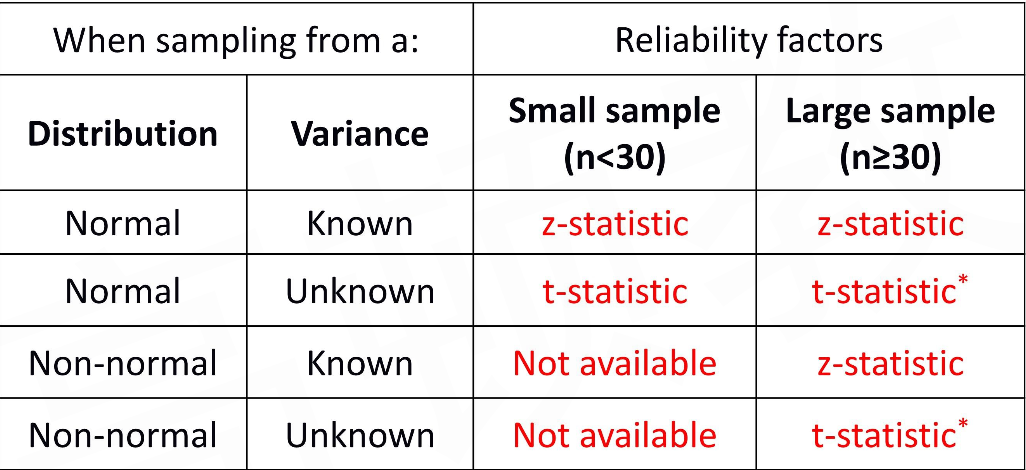 When sampling from a: Reliability factors
Distribution Variance Small sample (n<30) Large sample (n≥30)
Normal Known z-statistic z-statistic
Normal Unknown t-statistic t-statistic*
Non-normal Known Not available z-statistic
Non-normal Unknown Not available t-statistic*